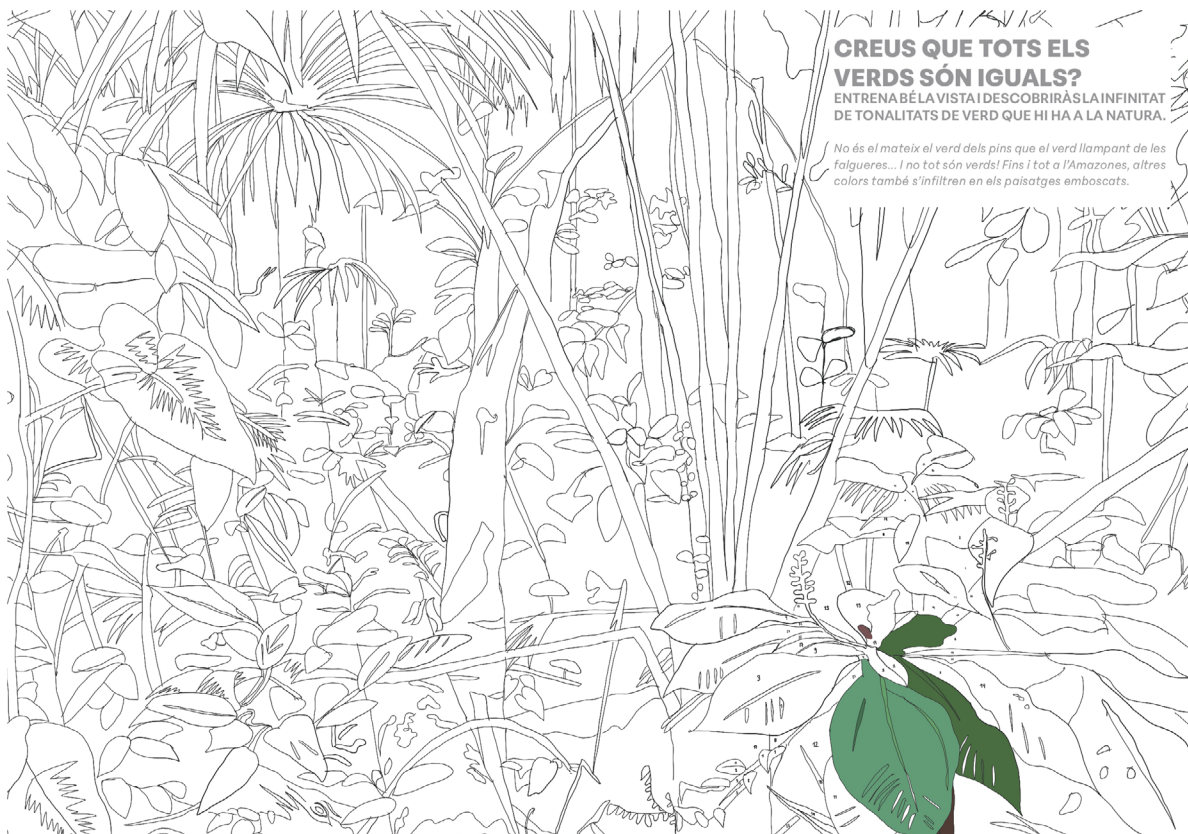 CREUS QUE TOTS ELS
VERDS SÓN IGUALS?
ENTRENA BÉ LA VISTA I DESCOBRIRÀS LA INFINITAT
DE TONALITATS DE VERD QUE HI HA A LA NATURA.
No és el mateix el verd dels pins que el verd llampant de les
falgueres... I no tot són verds! Fins i tot a l'Amazones, altres
colors també s'infiltren en els paisatges emboscats.